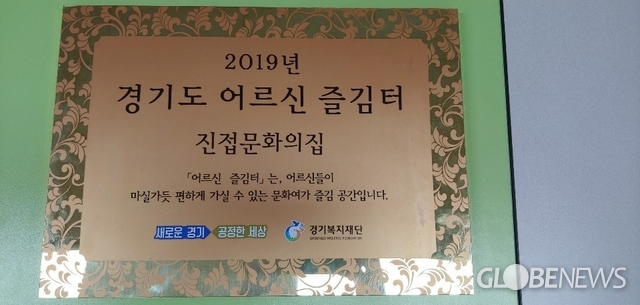 2019년
경기도 어르신 즐김터
진접문화의집
「어르신 즐김터」는, 어르신들이
마실가듯 편하게 가실 수 있는 문화여가 즐김 공간입니다.
새로운 경기 공정한 세상 경기복지재단
GLOBENEWS